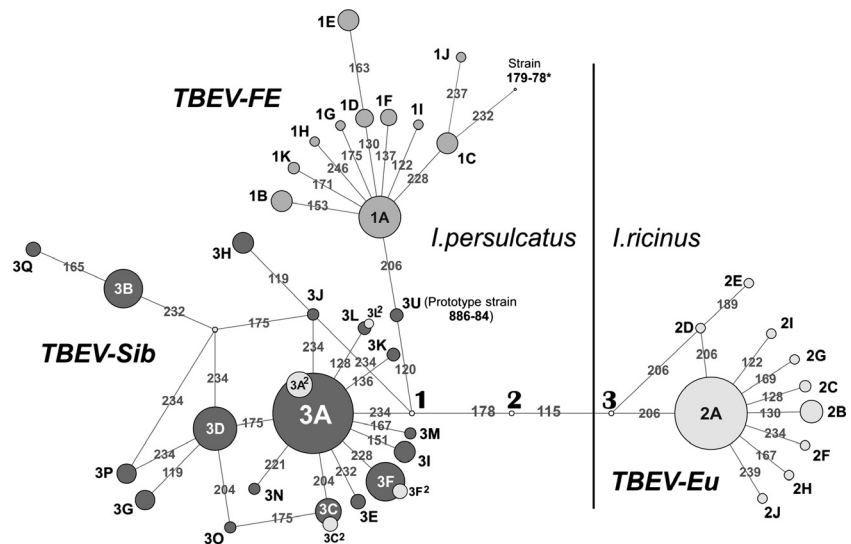 1E
163
1J
Strain
179-78*
TBEV-FE
237
232
1D
1F
1I
1G
1H
130
137
1C
1K
175
122
246
228
171
1B
153
1A
I.persulcatus
I.ricinus
3H
206
3Q
165
3B
119
2E
232
3J
3U (Prototype strain
886-84)
189
175
3L
3L²
2D
2I
TBEV-Sib
234
3K
234
206
122
2G
128
206
169
136
120
2C
234
3A²
128
234
1
2
3
3A
234
178
115
206
2A
130
2B
3D
175
167
3M
151
234
2F
3I
234
3P
228
167
221
239
119
232
3F
TBEV-Eu
2H
3G
204
3N
204
3F²
2J
3C
3E
175
3O
3C²